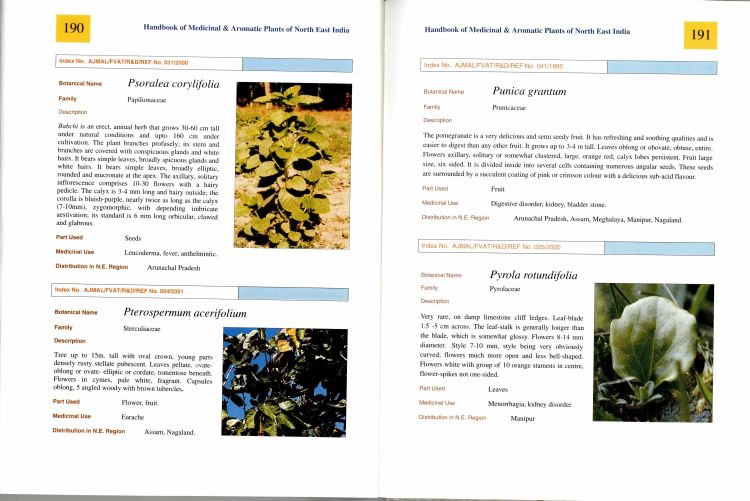 190
Handbook of Medicinal & Aromatic Plants of North East India
Index No. AJMAL/FVAT/R&D/REF No. 031/2000
Botanical Name Psoralea corylifolia
Family Papilionaceae
Description
Babchi is an erect, annual herb that grows 30-60 cm tall
under natural conditions and upto 160 cm under
cultivation. The plant branches profusely; its stem and
branches are covered with conspicuous glands and white
hairs. It bears simple leaves, broadly spicuous glands and
white hairs. It bears simple leaves, broadly elliptic,
rounded and mucronate at the apex. The axillary, solitary
inflorescence comprises 10-30 flowers with a hairy
pedicle. The calyx is 3-4 mm long and hairy outside; the
corolla is bluish-purple, nearly twice as long as the calyx
(7-10mm), zygomorphic, with depending imbricate
aestivation; its standard is 6 mm long orbicular, clawed
and glabrous.
Part Used Seeds
Medicinal Use Leucoderma, fever, anthelmintic.
Distribution in N.E. Region Arunachal Pradesh
Index No. AJMAL/FVAT/R&D/REF No. 054/2001
Botanical Name Pterospermum acerifolium
Family Sterculiaceae
Description
Tree up to 15m. tall with oval crown, young parts
densely rusty stellate pubescent. Leaves peltate, ovate-
oblong or ovate- elliptic or cordate, tomentose beneath.
Flowers in cymes, pale white, fragrant. Capsules
oblong, 5 angled woody with brown tubercles.
Part Used Flower, fruit.
Medicinal Use Earache
Distribution in N.E. Region Assam, Nagaland.
Handbook of Medicinal & Aromatic Plants of North East India
191
Index No. AJMAL/FVAT/R&D/REF No. 041/1995
Botanical Name Punica grantum
Family Prunicaceae
Description
The pomegranate is a very delicious and semi seedy fruit. It has refreshing and soothing qualities and is
easier to digest than any other fruit. It grows up to 3-4 m tall. Leaves oblong or obovate, obtuse, entire.
Flowers axillary, solitary or somewhat clustered, large, orange red; calyx lobes persistent. Fruit large
size, six sided. It is divided inside into several cells containing numerous angular seeds. These seeds
are surrounded by a succulent coating of pink or crimson colour with a delicious sub-acid flavour.
Part Used Fruit
Medicinal Use Digestive disorder, kidney, bladder stone.
Distribution in N.E. Region Arunachal Pradesh, Assam, Meghalaya, Manipur, Nagaland.
Index No. AJMAL/FVAT/R&D/REF No. 025/2000
Botanical Name Pyrola rotundifolia
Family Pyrolaceae
Description
Very rare, on damp limestone cliff ledges. Leaf-blade
1.5 -5 cm across. The leaf-stalk is generally longer than
the blade, which is somewhat glossy. Flowers 8-14 mm
diameter. Style 7-10 mm, style being very obviously
curved; flowers much more open and less bell-shaped.
Flowers white with group of 10 orange stamens in centre,
flower-spikes not one-sided.
Part Used Leaves
Medicinal Use Menorrhagia, kidney disorder.
Distribution in N.E. Region Manipur